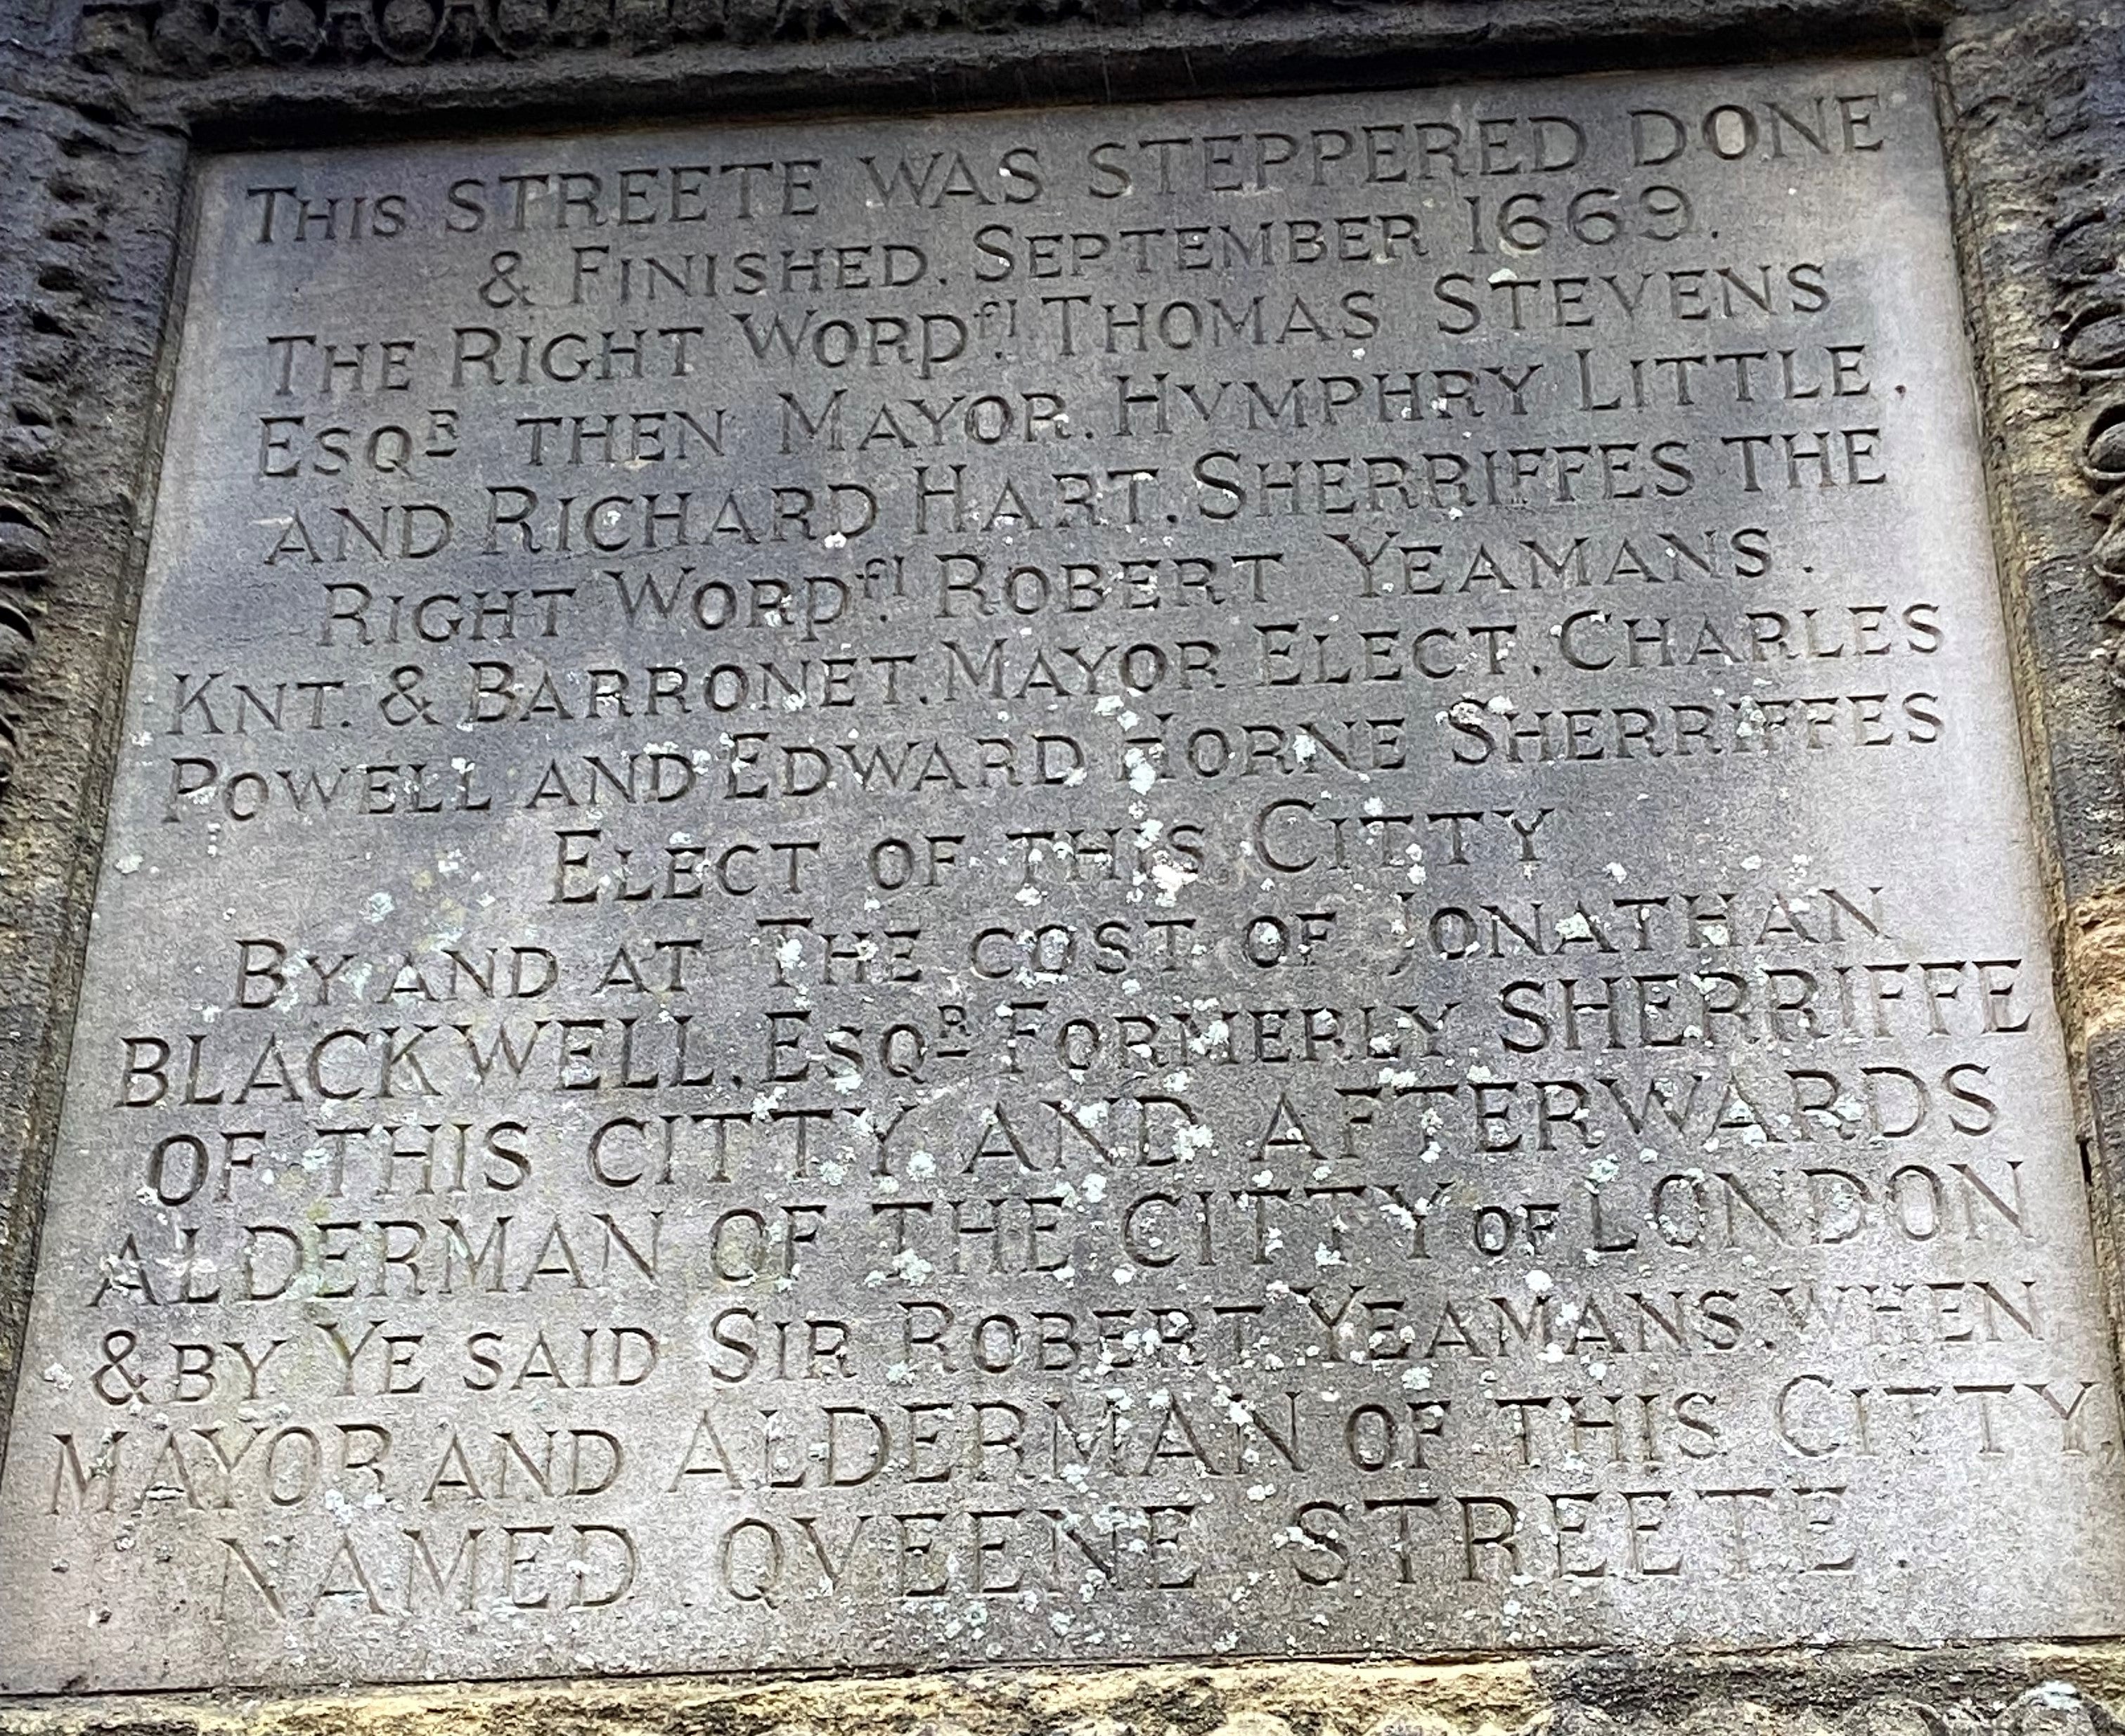 THIS STREETE WAS STEPPERED DONE
& FINISHED. SEPTEMBER 1669.
THE RIGHT WORPfl. THOMAS STEVENS
ESQR THEN MAYOR. HVMPHRY LITTLE.
AND RICHARD HART. SHERRIFFES THE
RIGHT WORPfl. ROBERT YEAMANS.
KNT. & BARRONET. MAYOR ELECT. CHARLES
POWELL AND EDWARD HORNE SHERRIFFES
ELECT OF THIS CITTY
BY AND AT THE COST OF JONATHAN
BLACKWELL. ESQR FORMERLY SHERRIFFE
OF THIS CITTY AND AFTERWARDS
ALDERMAN OF THE CITTY OF LONDON
& BY YE SAID SIR ROBERT YEAMANS. WHEN
MAYOR AND ALDERMAN OF THIS CITTY
NAMED QVEENE STREETE.